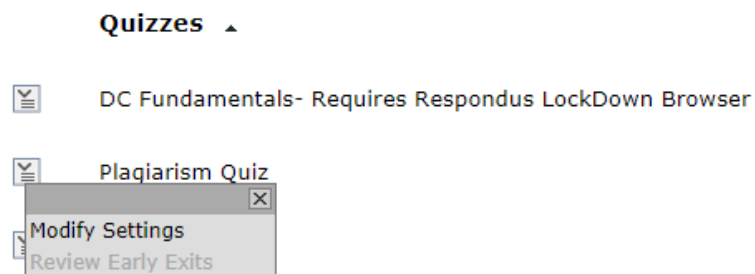 Quizzes
DC Fundamentals- Requires Respondus LockDown Browser
Plagiarism Quiz
Modify Settings
Review Early Exits